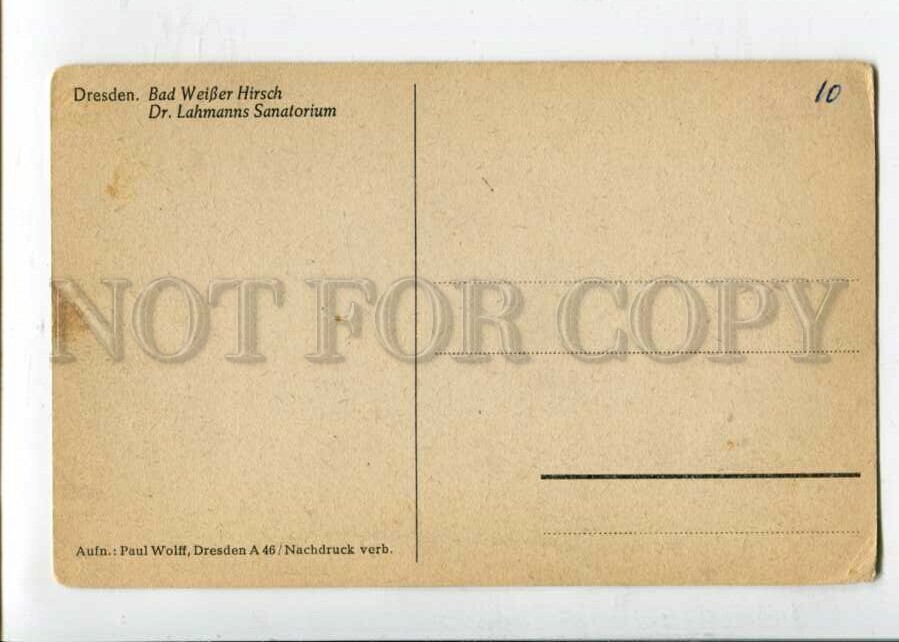 Dresden. Bad Weißer Hirsch
Dr. Lahmanns Sanatorium
10
NOT FOR COPY
Aufn.: Paul Wolff, Dresden A 46 / Nachdruck verb.